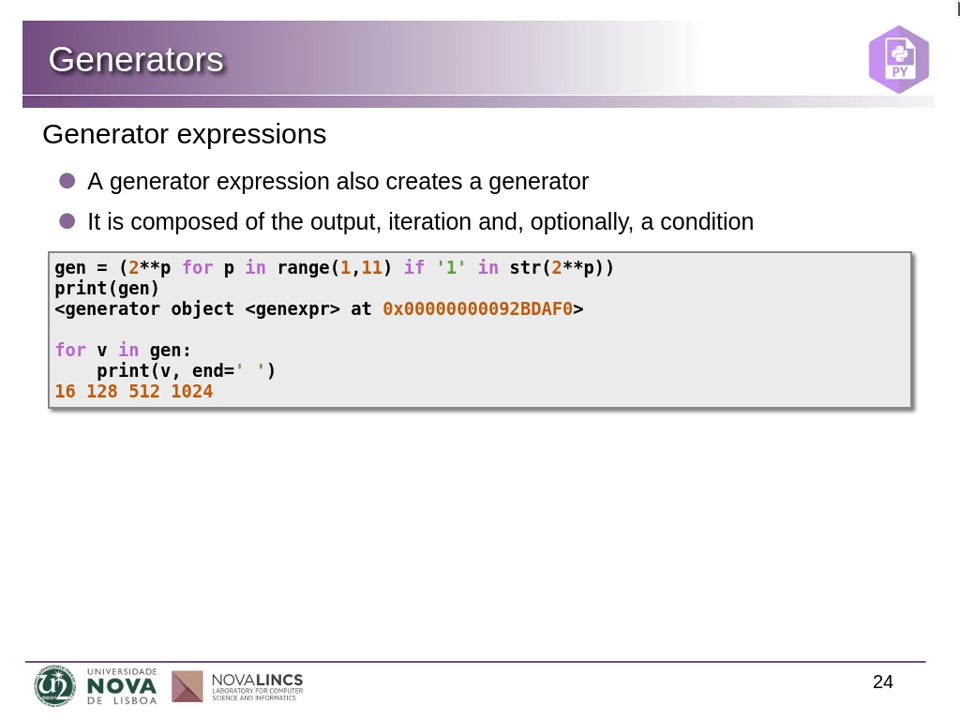 Generators
PY
Generator expressions
A generator expression also creates a generator
It is composed of the output, iteration and, optionally, a condition
gen = (2**p for p in range(1,11) if '1' in str(2**p))
print(gen)
<generator object <genexpr> at 0x00000000092BDAF0>
for v in gen:
    print(v, end=' ')
16 128 512 1024
UNIVERSIDADE
NOVA
DE LISBOA
NOVALINCS
LABORATORY FOR COMPUTER
SCIENCE AND INFORMATICS
24